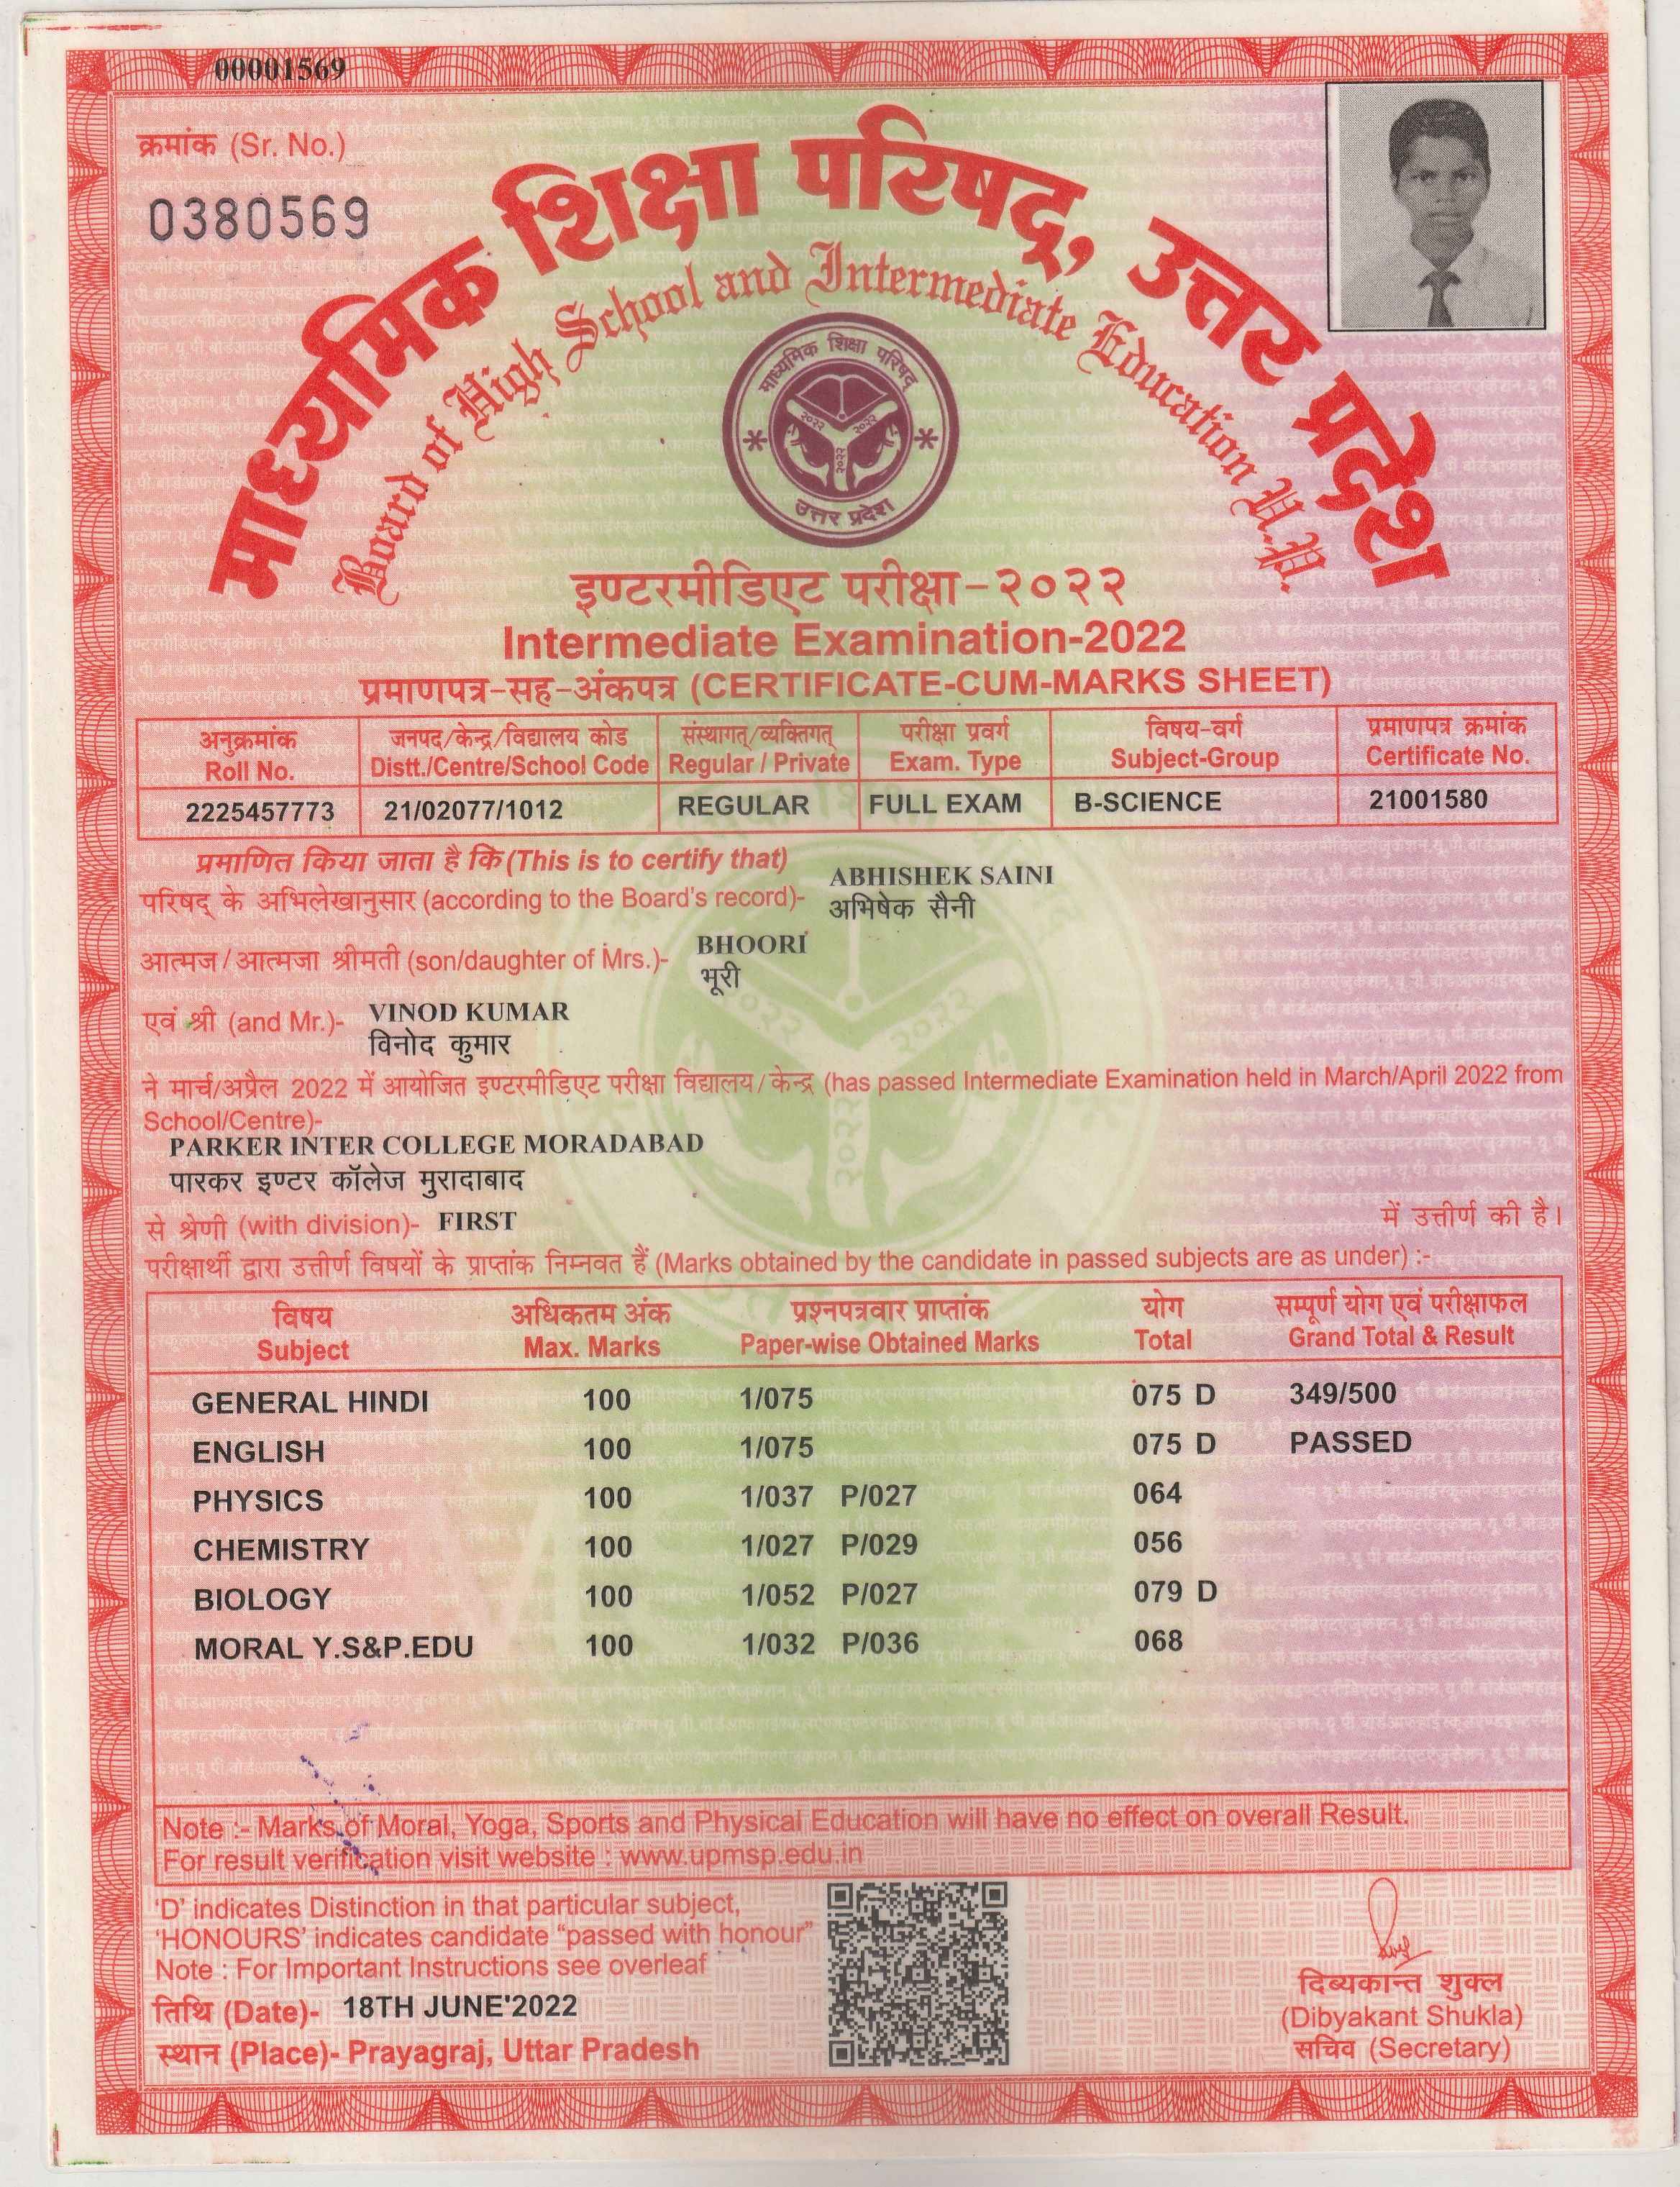 00001569
क्रमांक (Sr. No.)
0380569
माध्यमिक शिक्षा परिषद्, उत्तर प्रदेश
Board of High School and Intermediate Education U.P.
माध्यमिक शिक्षा परिषद्
२०२२ २०२२
२०२२
उत्तर प्रदेश
इण्टरमीडिएट परीक्षा-२०२२
Intermediate Examination-2022
प्रमाणपत्र-सह-अंकपत्र (CERTIFICATE-CUM-MARKS SHEET)
अनुक्रमांक जनपद/केन्द्र/विद्यालय कोड संस्थागत्/व्यक्तिगत् परीक्षा प्रवर्ग विषय-वर्ग प्रमाणपत्र क्रमांक
Roll No. Distt./Centre/School Code Regular / Private Exam. Type Subject-Group Certificate No.
2225457773 21/02077/1012 REGULAR FULL EXAM B-SCIENCE 21001580
प्रमाणित किया जाता है कि (This is to certify that)
परिषद् के अभिलेखानुसार (according to the Board's record)- ABHISHEK SAINI
अभिषेक सैनी
आत्मज/आत्मजा श्रीमती (son/daughter of Mrs.)- BHOORI
भूरी
एवं श्री (and Mr.)- VINOD KUMAR
विनोद कुमार
ने मार्च/अप्रैल 2022 में आयोजित इण्टरमीडिएट परीक्षा विद्यालय/केन्द्र (has passed Intermediate Examination held in March/April 2022 from
School/Centre)-
PARKER INTER COLLEGE MORADABAD
पारकर इण्टर कॉलेज मुरादाबाद
से श्रेणी (with division)- FIRST में उत्तीर्ण की है।
परीक्षार्थी द्वारा उत्तीर्ण विषयों के प्राप्तांक निम्नवत हैं (Marks obtained by the candidate in passed subjects are as under) :-
विषय अधिकतम अंक प्रश्नपत्रवार प्राप्तांक योग सम्पूर्ण योग एवं परीक्षाफल
Subject Max. Marks Paper-wise Obtained Marks Total Grand Total & Result
GENERAL HINDI 100 1/075 075 D 349/500
ENGLISH 100 1/075 075 D PASSED
PHYSICS 100 1/037 P/027 064
CHEMISTRY 100 1/027 P/029 056
BIOLOGY 100 1/052 P/027 079 D
MORAL Y.S&P.EDU 100 1/032 P/036 068
Note :- Marks of Moral, Yoga, Sports and Physical Education will have no effect on overall Result.
For result verification visit website : www.upmsp.edu.in
'D' indicates Distinction in that particular subject,
'HONOURS' indicates candidate "passed with honour"
Note : For Important Instructions see overleaf
तिथि (Date)- 18TH JUNE'2022
स्थान (Place)- Prayagraj, Uttar Pradesh
दिब्यकान्त शुक्ल
(Dibyakant Shukla)
सचिव (Secretary)